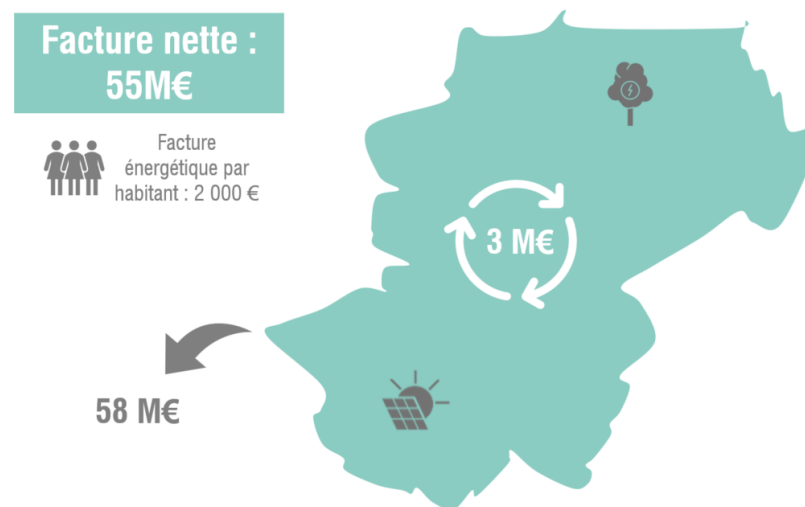 Facture nette :
55M€
Facture
énergétique par
habitant : 2 000 €
3 M€
58 M€